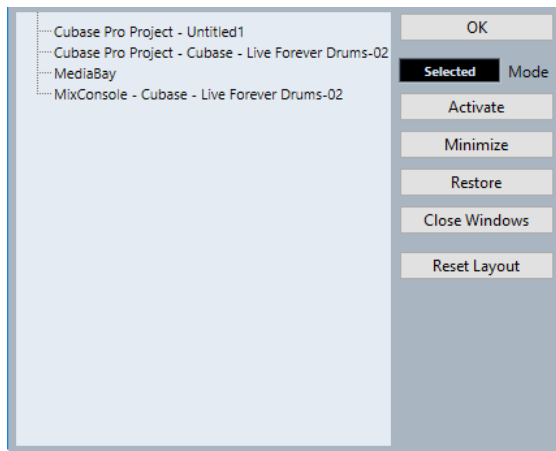 Cubase Pro Project - Untitled1
Cubase Pro Project - Cubase - Live Forever Drums-02
MediaBay
MixConsole - Cubase - Live Forever Drums-02
OK
Selected Mode
Activate
Minimize
Restore
Close Windows
Reset Layout